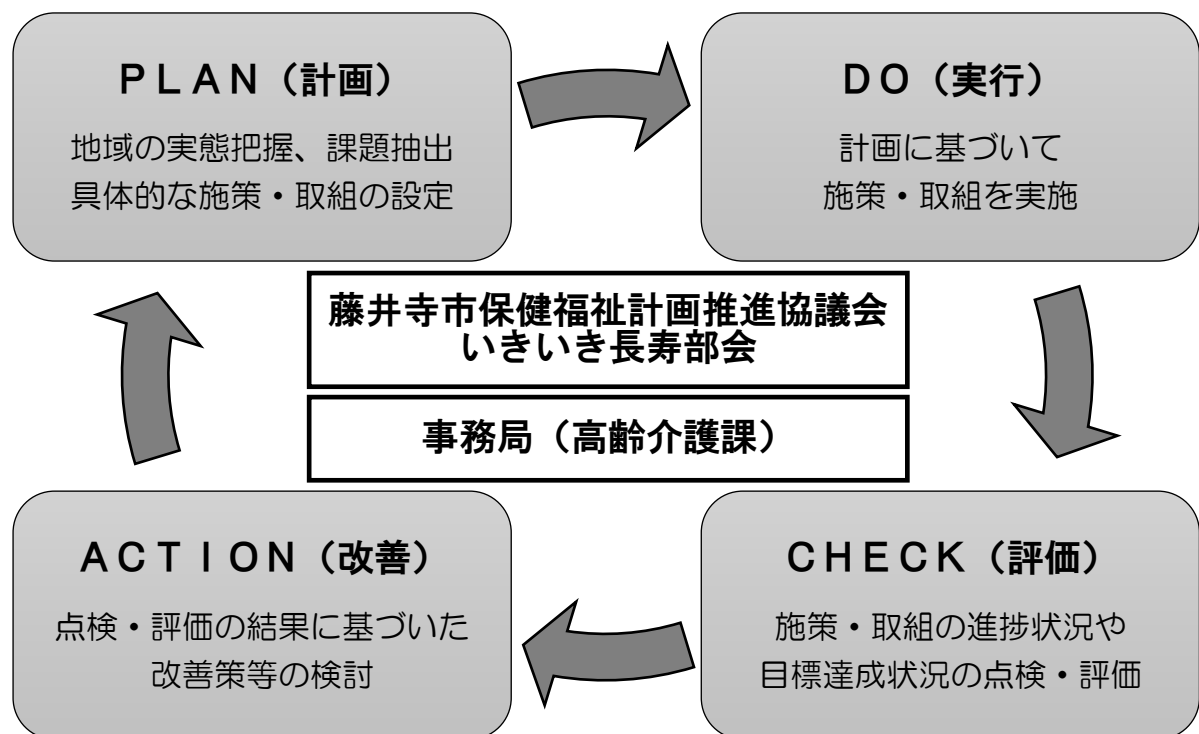 ＰＬＡＮ（計画）
地域の実態把握、課題抽出
具体的な施策・取組の設定
ＤＯ（実行）
計画に基づいて
施策・取組を実施
藤井寺市保健福祉計画推進協議会
いきいき長寿部会
事務局（高齢介護課）
ＡＣＴＩＯＮ（改善）
点検・評価の結果に基づいた
改善策等の検討
ＣＨＥＣＫ（評価）
施策・取組の進捗状況や
目標達成状況の点検・評価